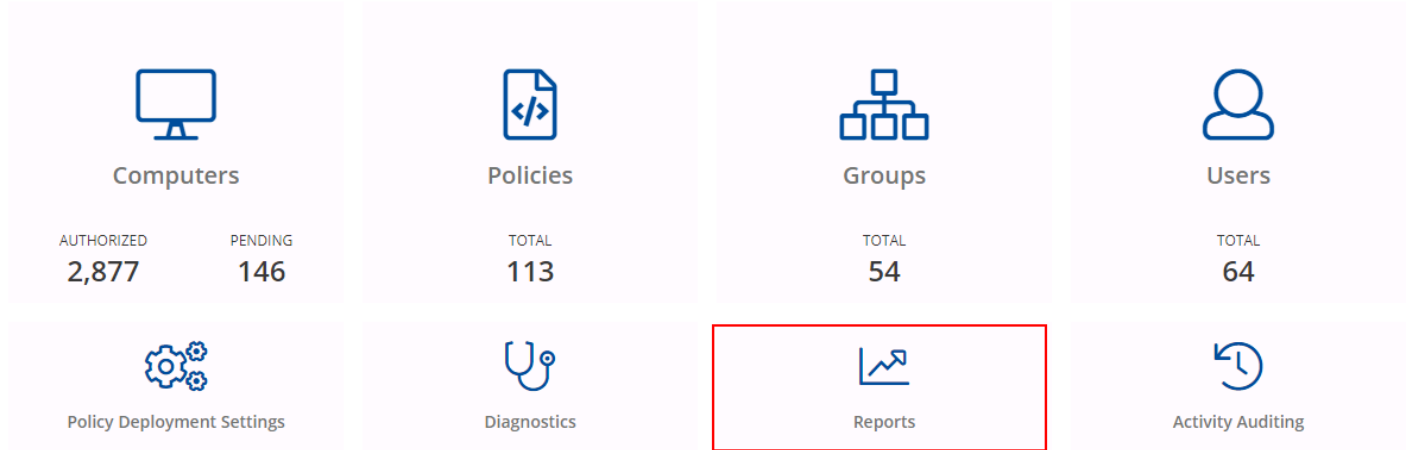 Computers
Policies
Groups
Users
AUTHORIZED PENDING
2,877 146
TOTAL
113
TOTAL
54
TOTAL
64
Policy Deployment Settings
Diagnostics
Reports
Activity Auditing